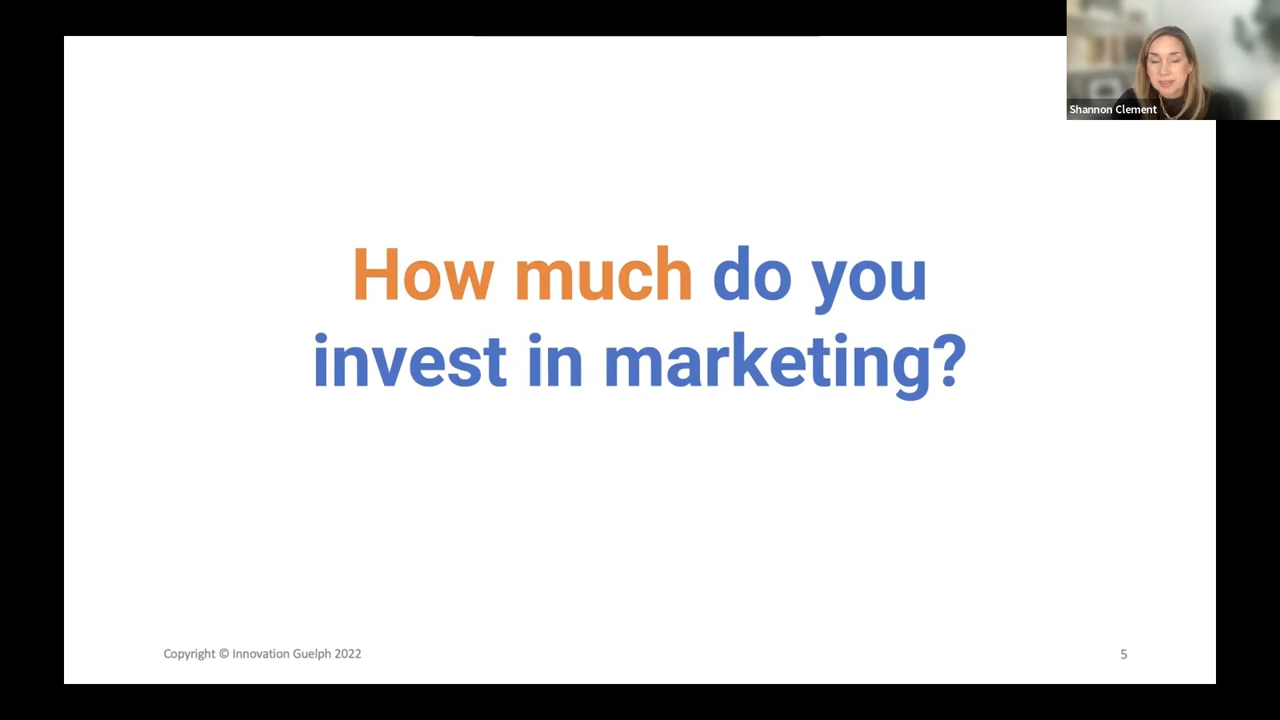 Shannon Clement
How much do you
invest in marketing?
Copyright © Innovation Guelph 2022
5